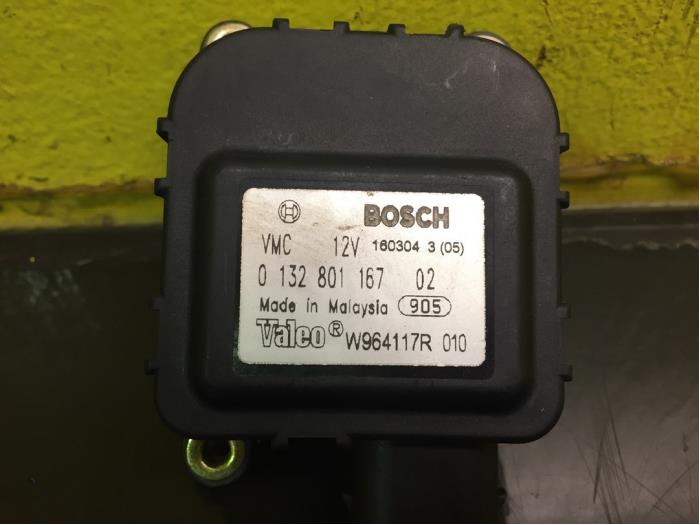 BOSCH
VMC 12V 160304 3 (05)
0 132 801 167 02
Made in Malaysia 905
Valeo® W964117R 010